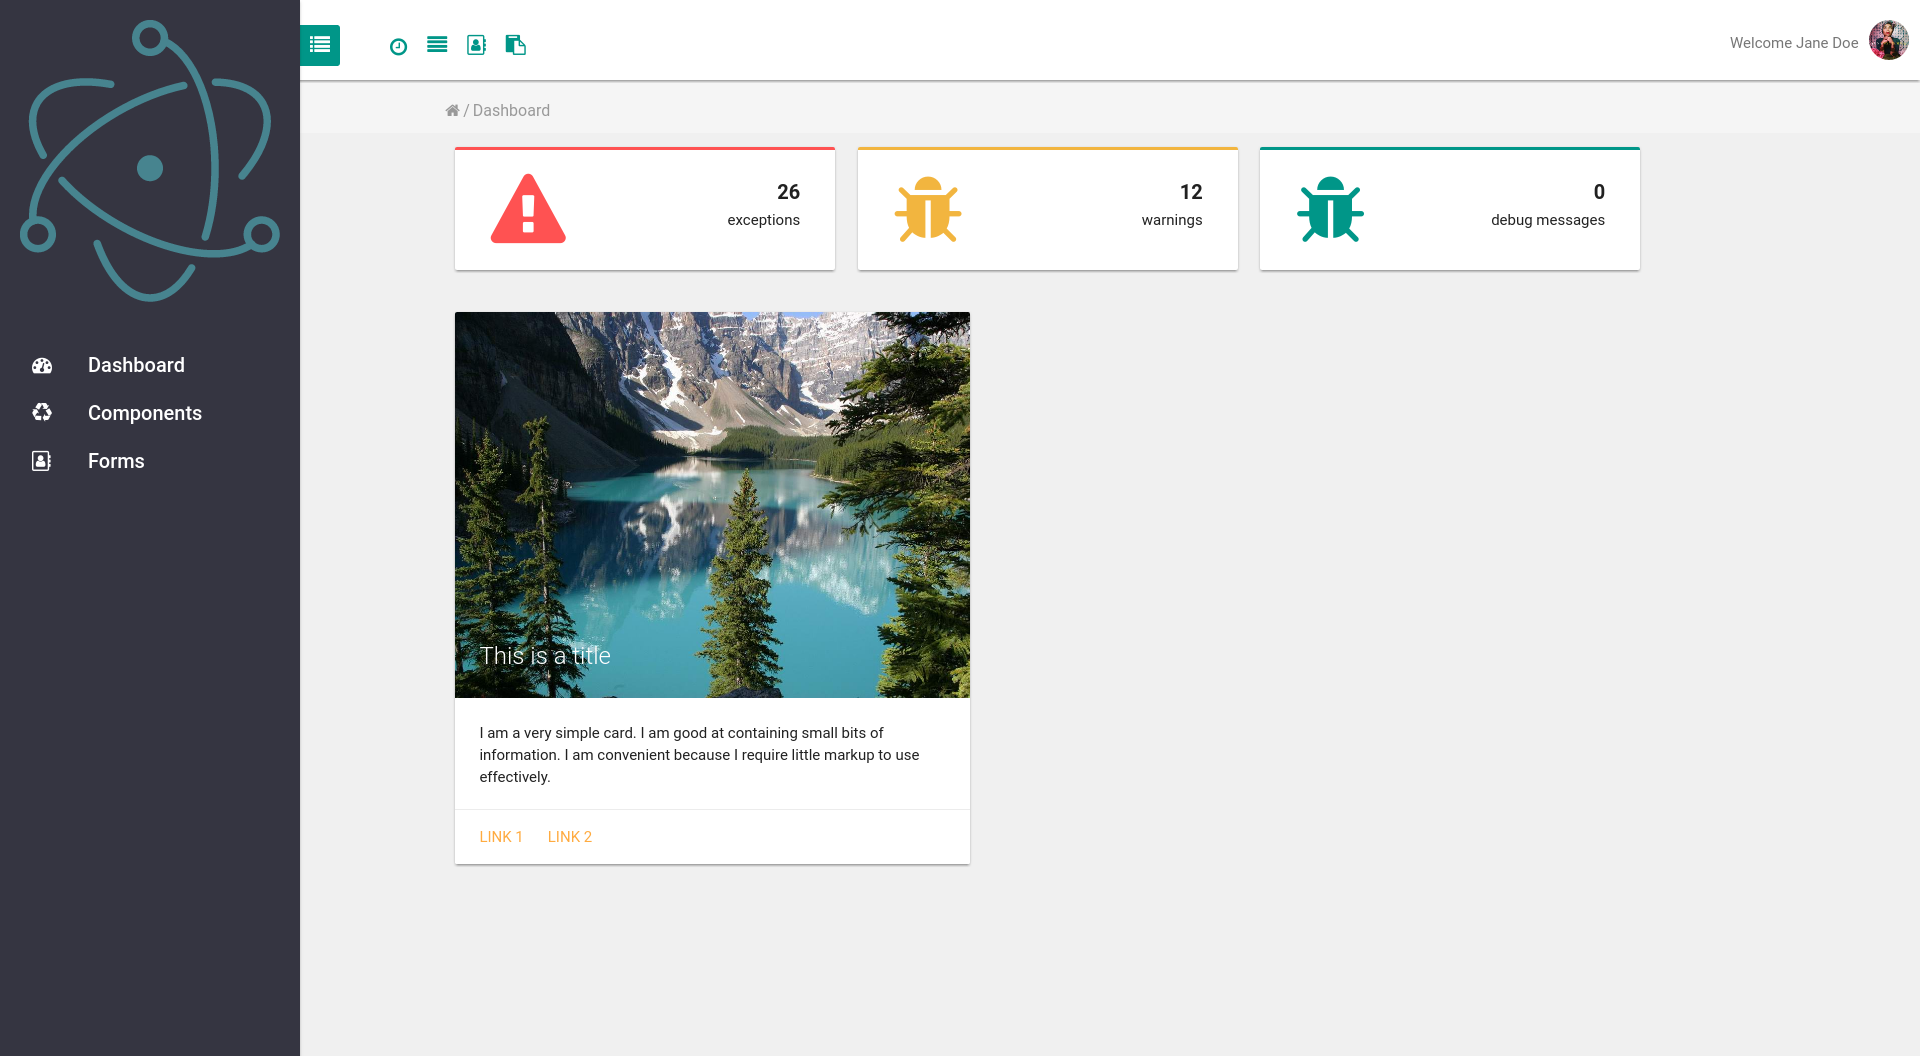 Welcome Jane Doe
/ Dashboard
Dashboard
Components
Forms
26
exceptions
12
warnings
0
debug messages
This is a title
I am a very simple card. I am good at containing small bits of
information. I am convenient because I require little markup to use
effectively.
LINK 1 LINK 2